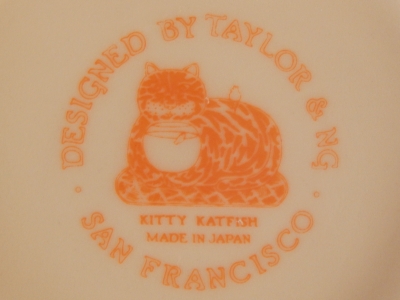 DESIGNED BY TAYLOR & NG
KITTY KATFISH
MADE IN JAPAN
SAN FRANCISCO